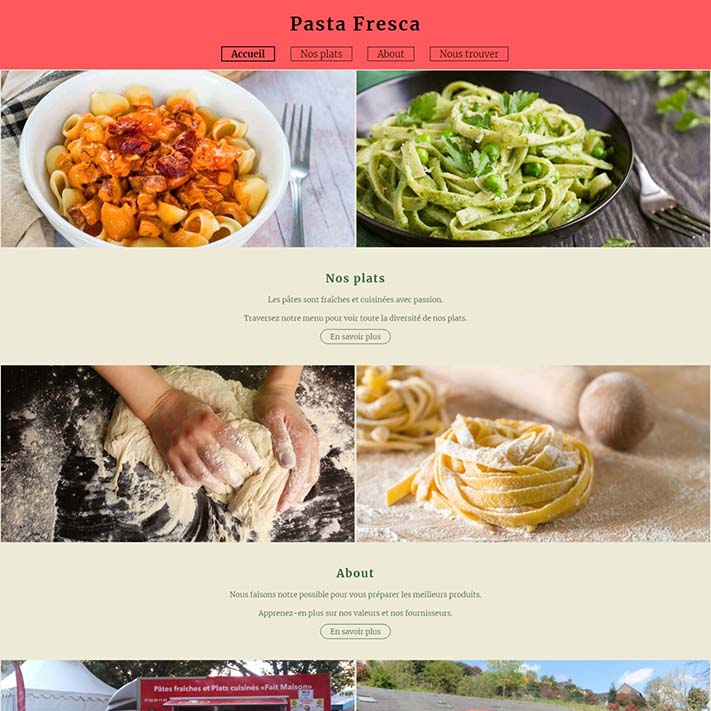 Pasta Fresca
Accueil
Nos plats
About
Nous trouver
Nos plats
Les pâtes sont fraîches et cuisinées avec passion.
Traversez notre menu pour voir toute la diversité de nos plats.
En savoir plus
About
Nous faisons notre possible pour vous préparer les meilleurs produits.
Apprenez-en plus sur nos valeurs et nos fournisseurs.
En savoir plus
Pâtes fraîches et Plats cuisinés «Fait Maison»